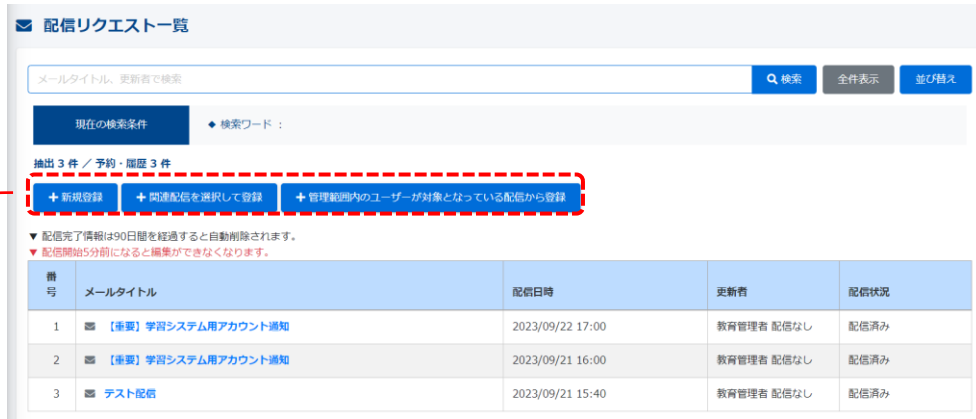 配信リクエスト一覧
メールタイトル、更新者で検索 検索 全件表示 並び替え
現在の検索条件 ◆ 検索ワード :
抽出 3 件 / 予約・履歴 3 件
+ 新規登録 + 関連配信を選択して登録 + 管理範囲内のユーザーが対象となっている配信から登録
▼ 配信完了情報は90日間を経過すると自動削除されます。
▼ 配信開始5分前になると編集ができなくなります。
番号 メールタイトル 配信日時 更新者 配信状況
1 【重要】学習システム用アカウント通知 2023/09/22 17:00 教育管理者 配信なし 配信済み
2 【重要】学習システム用アカウント通知 2023/09/21 16:00 教育管理者 配信なし 配信済み
3 テスト配信 2023/09/21 15:40 教育管理者 配信なし 配信済み